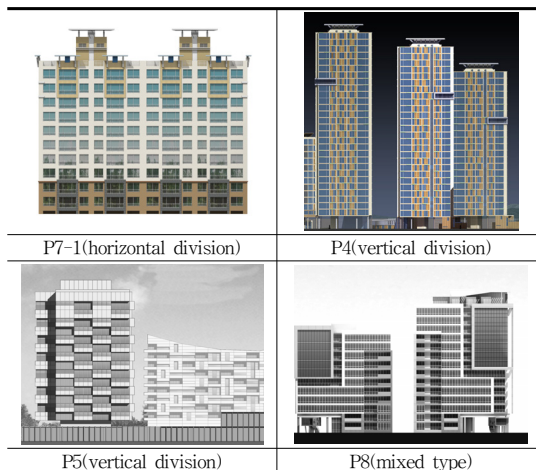 P7-1(horizontal division)
P4(vertical division)
P5(vertical division)
P8(mixed type)